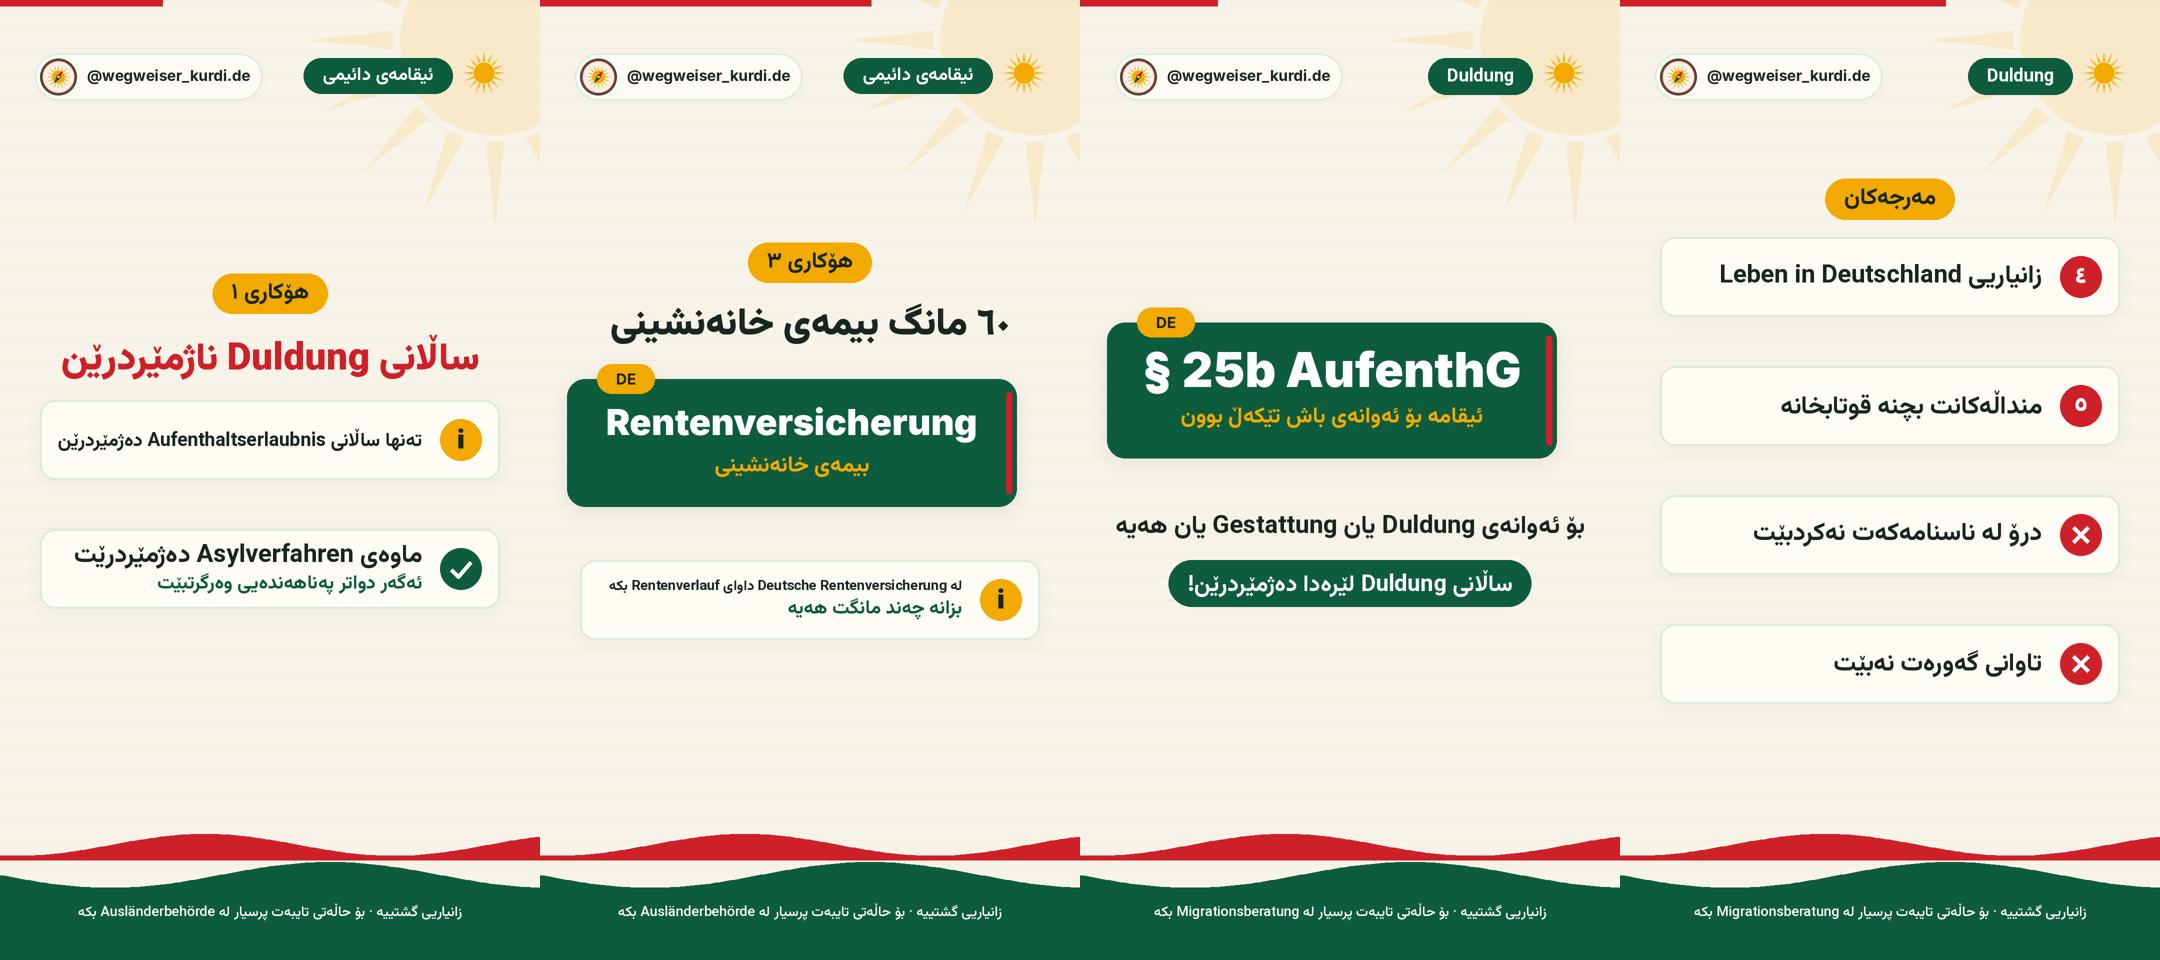 @wegweiser_kurdi.de
ئیقامەی دائیمی
هۆکاری ١
ساڵانی Duldung ناژمێردرێن
تەنها ساڵانی Aufenthaltserlaubnis دەژمێردرێن
ماوەی Asylverfahren دەژمێردرێت
ئەگەر دواتر پەناهەندەیی وەرگرتبێت
زانیاریی گشتییە · بۆ حاڵەتی تایبەت پرسیار لە Ausländerbehörde بکە
@wegweiser_kurdi.de
ئیقامەی دائیمی
هۆکاری ٣
٦٠ مانگ بیمەی خانەنشینی
DE
Rentenversicherung
بیمەی خانەنشینی
لە Deutsche Rentenversicherung داوای Rentenverlauf بکە
بزانە چەند مانگت هەیە
زانیاریی گشتییە · بۆ حاڵەتی تایبەت پرسیار لە Ausländerbehörde بکە
@wegweiser_kurdi.de
Duldung
DE
§ 25b AufenthG
ئیقامە بۆ ئەوانەی باش تێکەڵ بوون
بۆ ئەوانەی Duldung یان Gestattung یان هەیە
ساڵانی Duldung لێرەدا دەژمێردرێن!
زانیاریی گشتییە · بۆ حاڵەتی تایبەت پرسیار لە Migrationsberatung بکە
@wegweiser_kurdi.de
Duldung
مەرجەکان
٤ زانیاریی Leben in Deutschland
٥ منداڵەکانت بچنە قوتابخانە
درۆ لە ناسنامەکەت نەکردبێت
تاوانی گەورەت نەبێت
زانیاریی گشتییە · بۆ حاڵەتی تایبەت پرسیار لە Migrationsberatung بکە